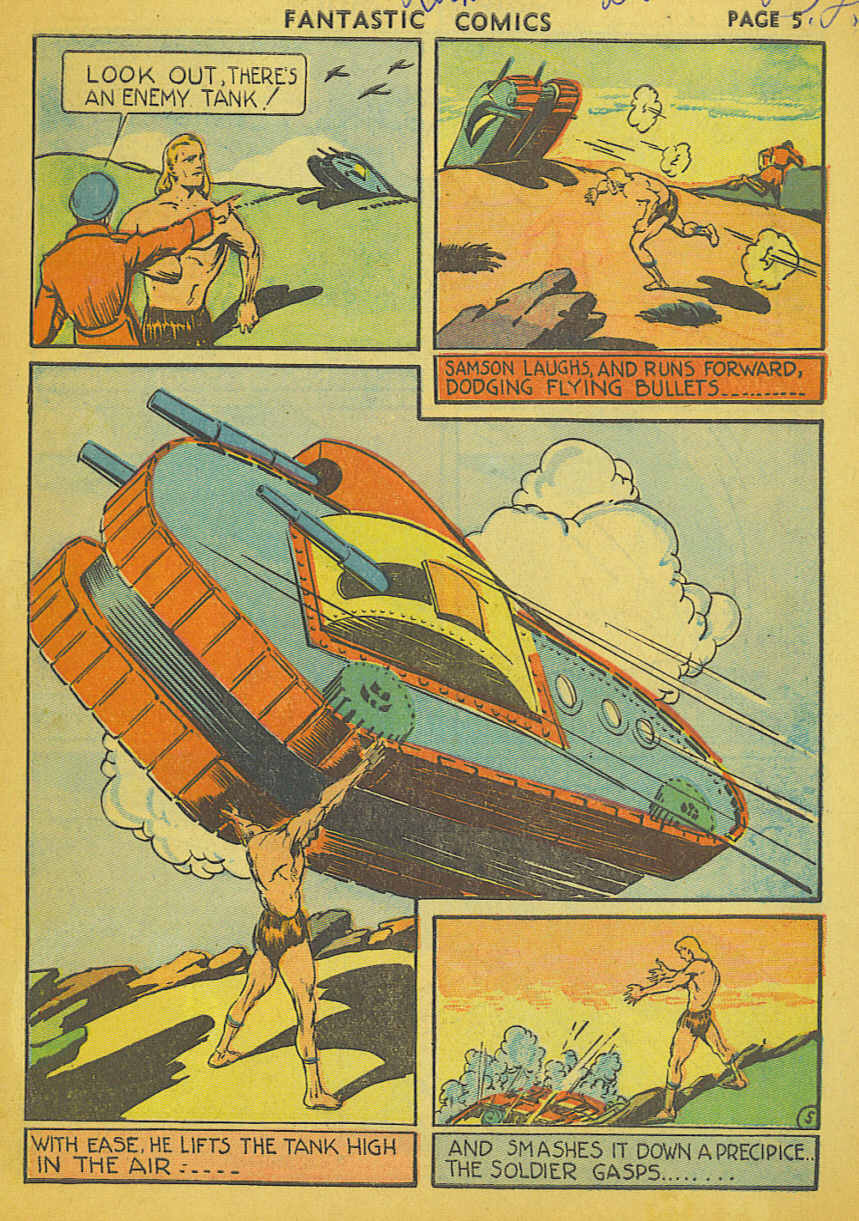 FANTASTIC COMICS
PAGE 5
LOOK OUT, THERE'S
AN ENEMY TANK!
SAMSON LAUGHS, AND RUNS FORWARD,
DODGING FLYING BULLETS...........
WITH EASE, HE LIFTS THE TANK HIGH
IN THE AIR -----
5
AND SMASHES IT DOWN A PRECIPICE..
THE SOLDIER GASPS........